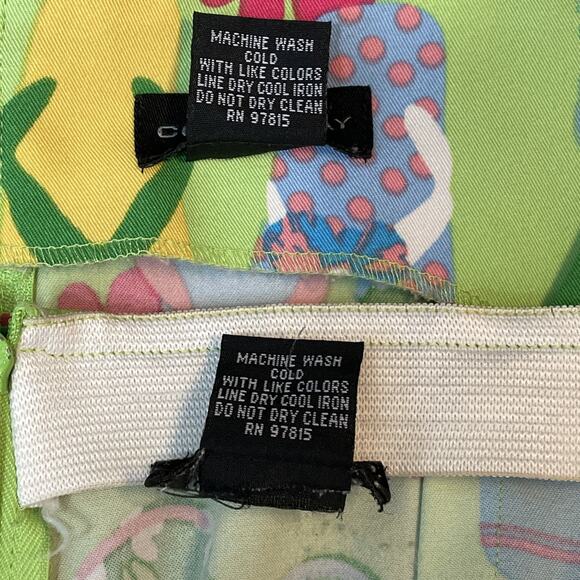 MACHINE WASH
COLD
WITH LIKE COLORS
LINE DRY COOL IRON
DO NOT DRY CLEAN
RN 97815
MACHINE WASH
COLD
WITH LIKE COLORS
LINE DRY COOL IRON
DO NOT DRY CLEAN
RN 97815